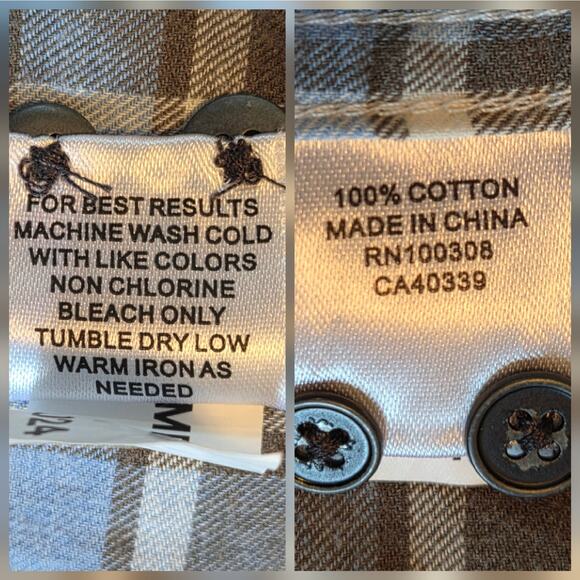 FOR BEST RESULTS
MACHINE WASH COLD
WITH LIKE COLORS
NON CHLORINE
BLEACH ONLY
TUMBLE DRY LOW
WARM IRON AS
NEEDED
024
100% COTTON
MADE IN CHINA
RN100308
CA40339